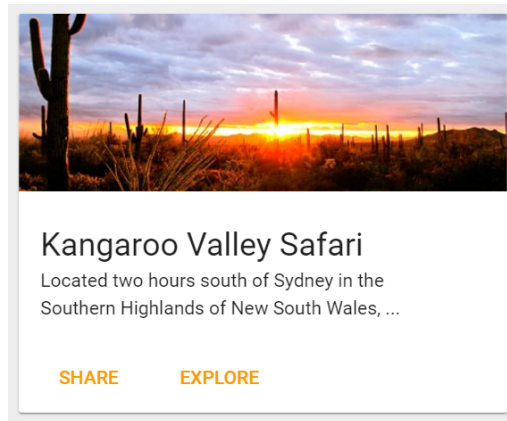 Kangaroo Valley Safari
Located two hours south of Sydney in the
Southern Highlands of New South Wales, ...
SHARE
EXPLORE